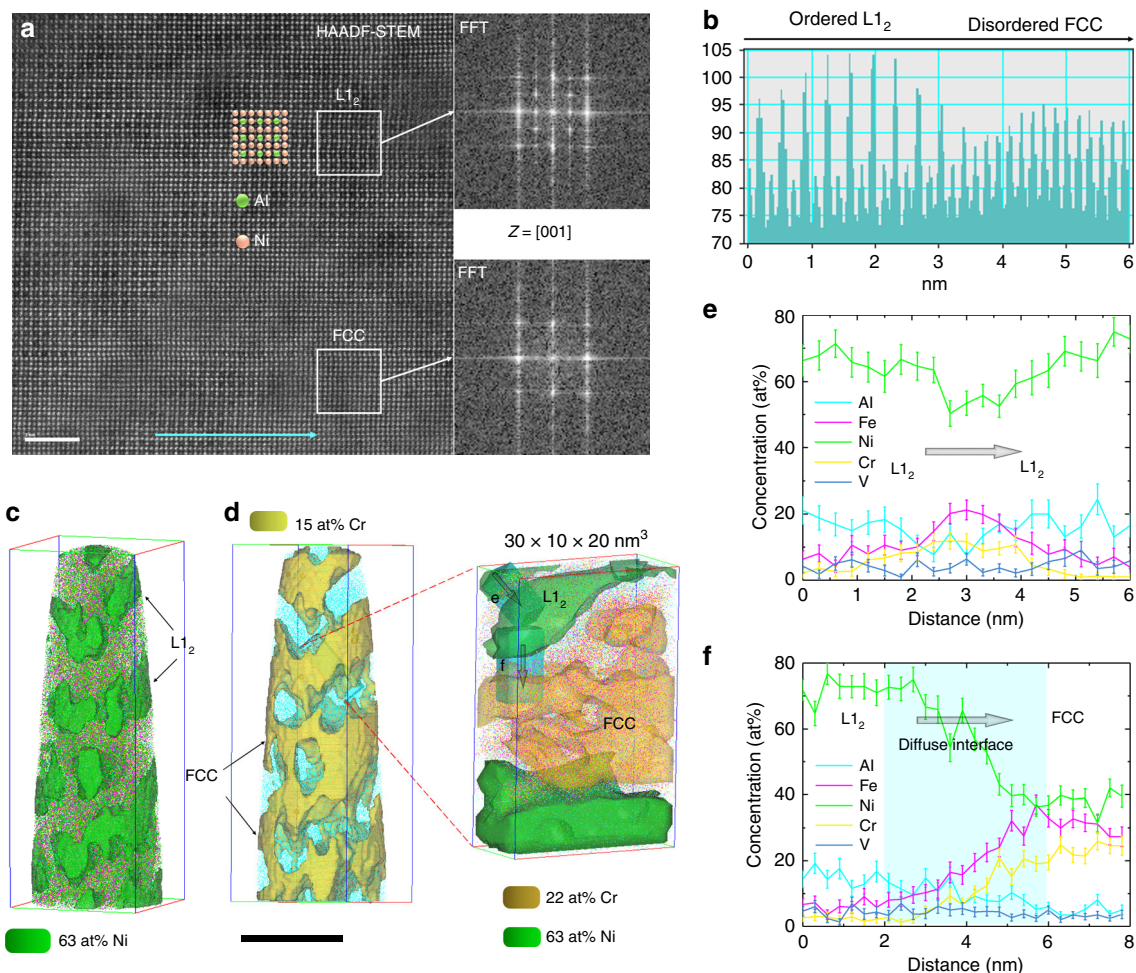 a
HAADF-STEM
L1₂
Al
Ni
FCC
FFT
Z = [001]
FFT
b
Ordered L1₂
Disordered FCC
105
100
95
90
85
80
75
70
0
1
2
3
4
5
6
nm
c
L1₂
63 at% Ni
d
15 at% Cr
FCC
30 × 10 × 20 nm³
e
L1₂
f
FCC
22 at% Cr
63 at% Ni
e
Concentration (at%)
80
60
40
20
0
Al
Fe
Ni
Cr
V
L1₂
L1₂
0
1
2
3
4
5
6
Distance (nm)
f
Concentration (at%)
80
60
40
20
0
L1₂
FCC
Diffuse interface
Al
Fe
Ni
Cr
V
0
2
4
6
8
Distance (nm)